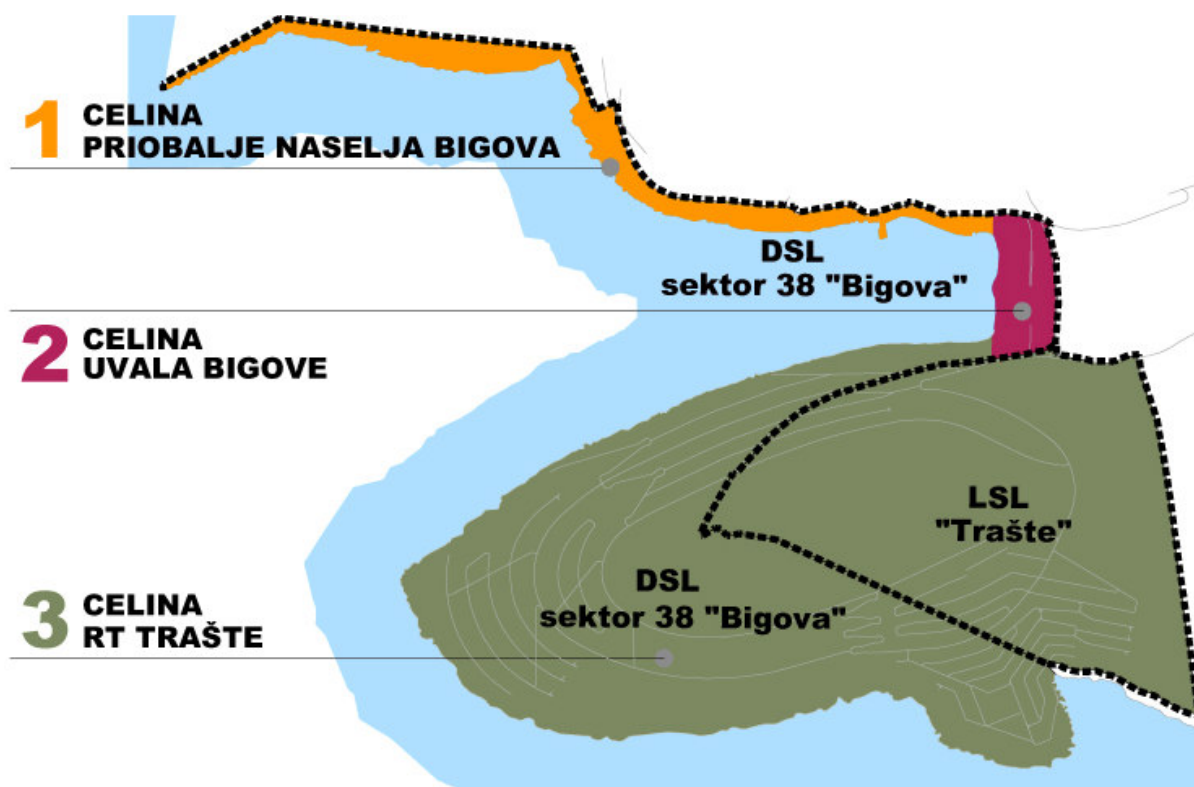 1 CELINA
PRIOBALJE NASELJA BIGOVA
DSL
sektor 38 "Bigova"
2 CELINA
UVALA BIGOVE
LSL
"Trašte"
DSL
sektor 38 "Bigova"
3 CELINA
RT TRAŠTE